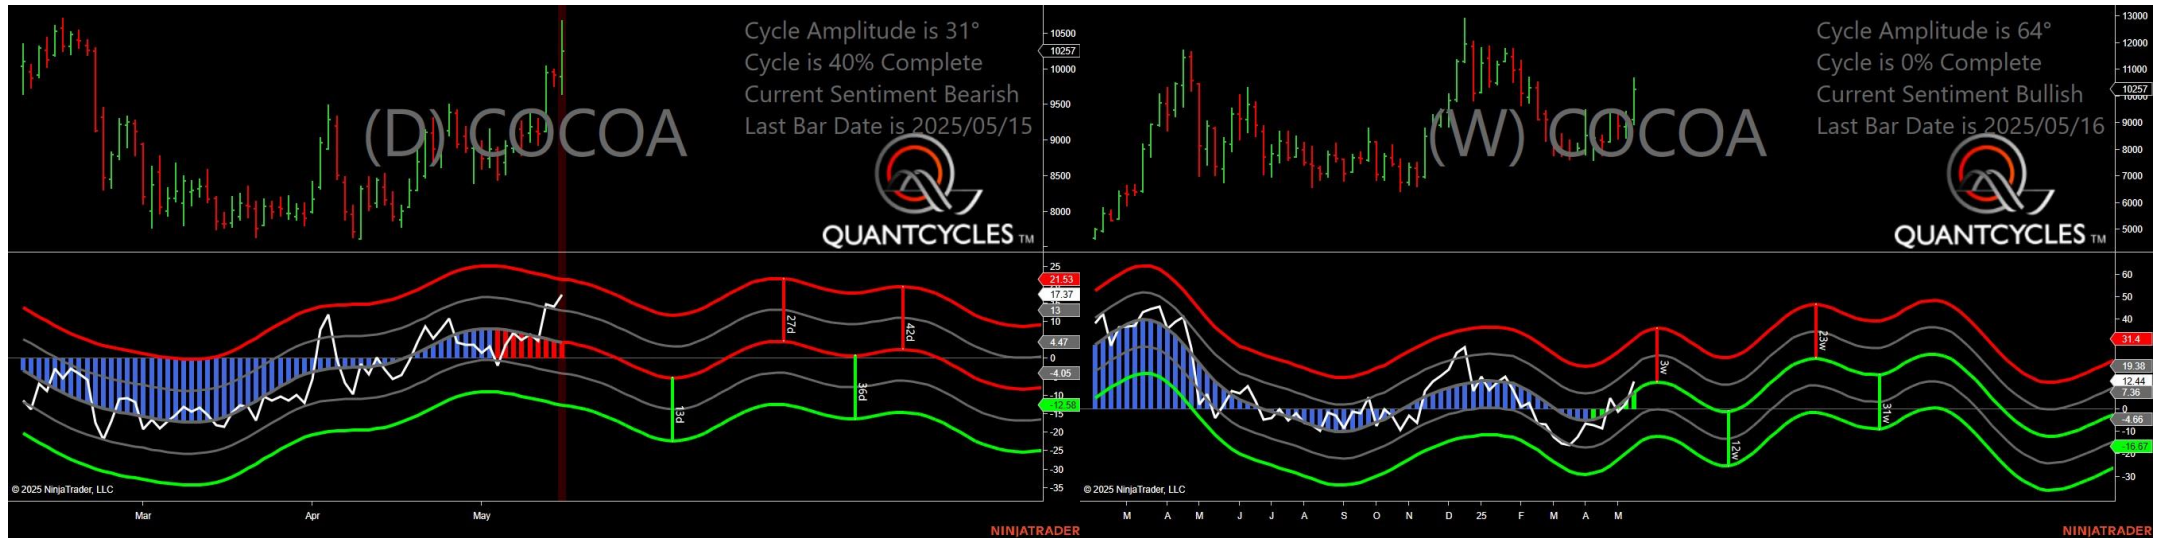 Cycle Amplitude is 31°
Cycle is 40% Complete
Current Sentiment Bearish
Last Bar Date is 2025/05/15
(D) COCOA
QUANTCYCLES TM
10500
10257
10000
9500
9000
8500
8000
25
21.53
17.37
13
10
4.47
0
-4.05
-10
-12.58
-15
-20
-25
-30
-35
27d
42d
13d
36d
© 2025 NinjaTrader, LLC
Mar Apr May
NINJATRADER
Cycle Amplitude is 64°
Cycle is 0% Complete
Current Sentiment Bullish
Last Bar Date is 2025/05/16
(W) COCOA
QUANTCYCLES TM
13000
12000
11000
10257
10000
9000
8000
7000
6000
5000
60
50
40
31.4
19.38
12.44
7.36
0
-4.66
-10
-16.67
-20
-30
3w
23w
12w
31w
© 2025 NinjaTrader, LLC
M A M J J A S O N D 25 F M A M
NINJATRADER